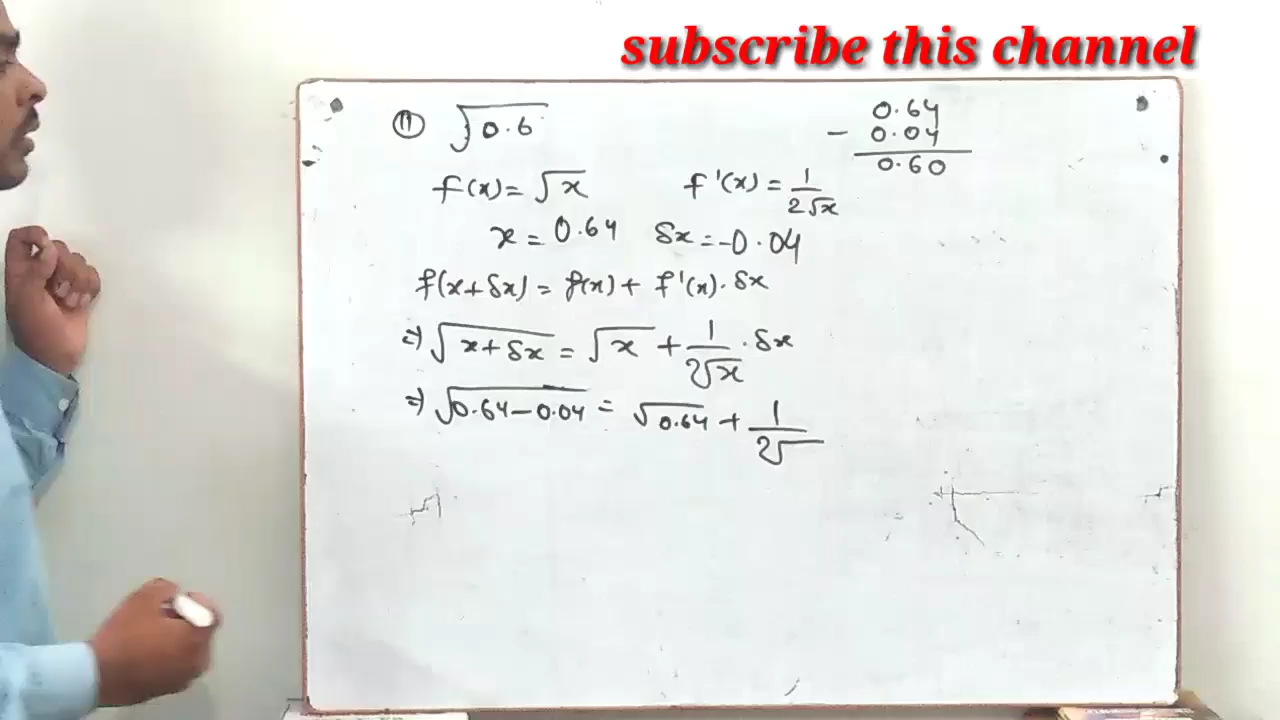 subscribe this channel
(11) √0.6
0.64
- 0.04
0.60
f(x) = √x f'(x) = 1/2√x
x = 0.64 δx = -0.04
f(x+δx) = f(x) + f'(x). δx
⇒ √x+δx = √x + 1/2√x . δx
⇒ √0.64-0.04 = √0.64 + 1/2√